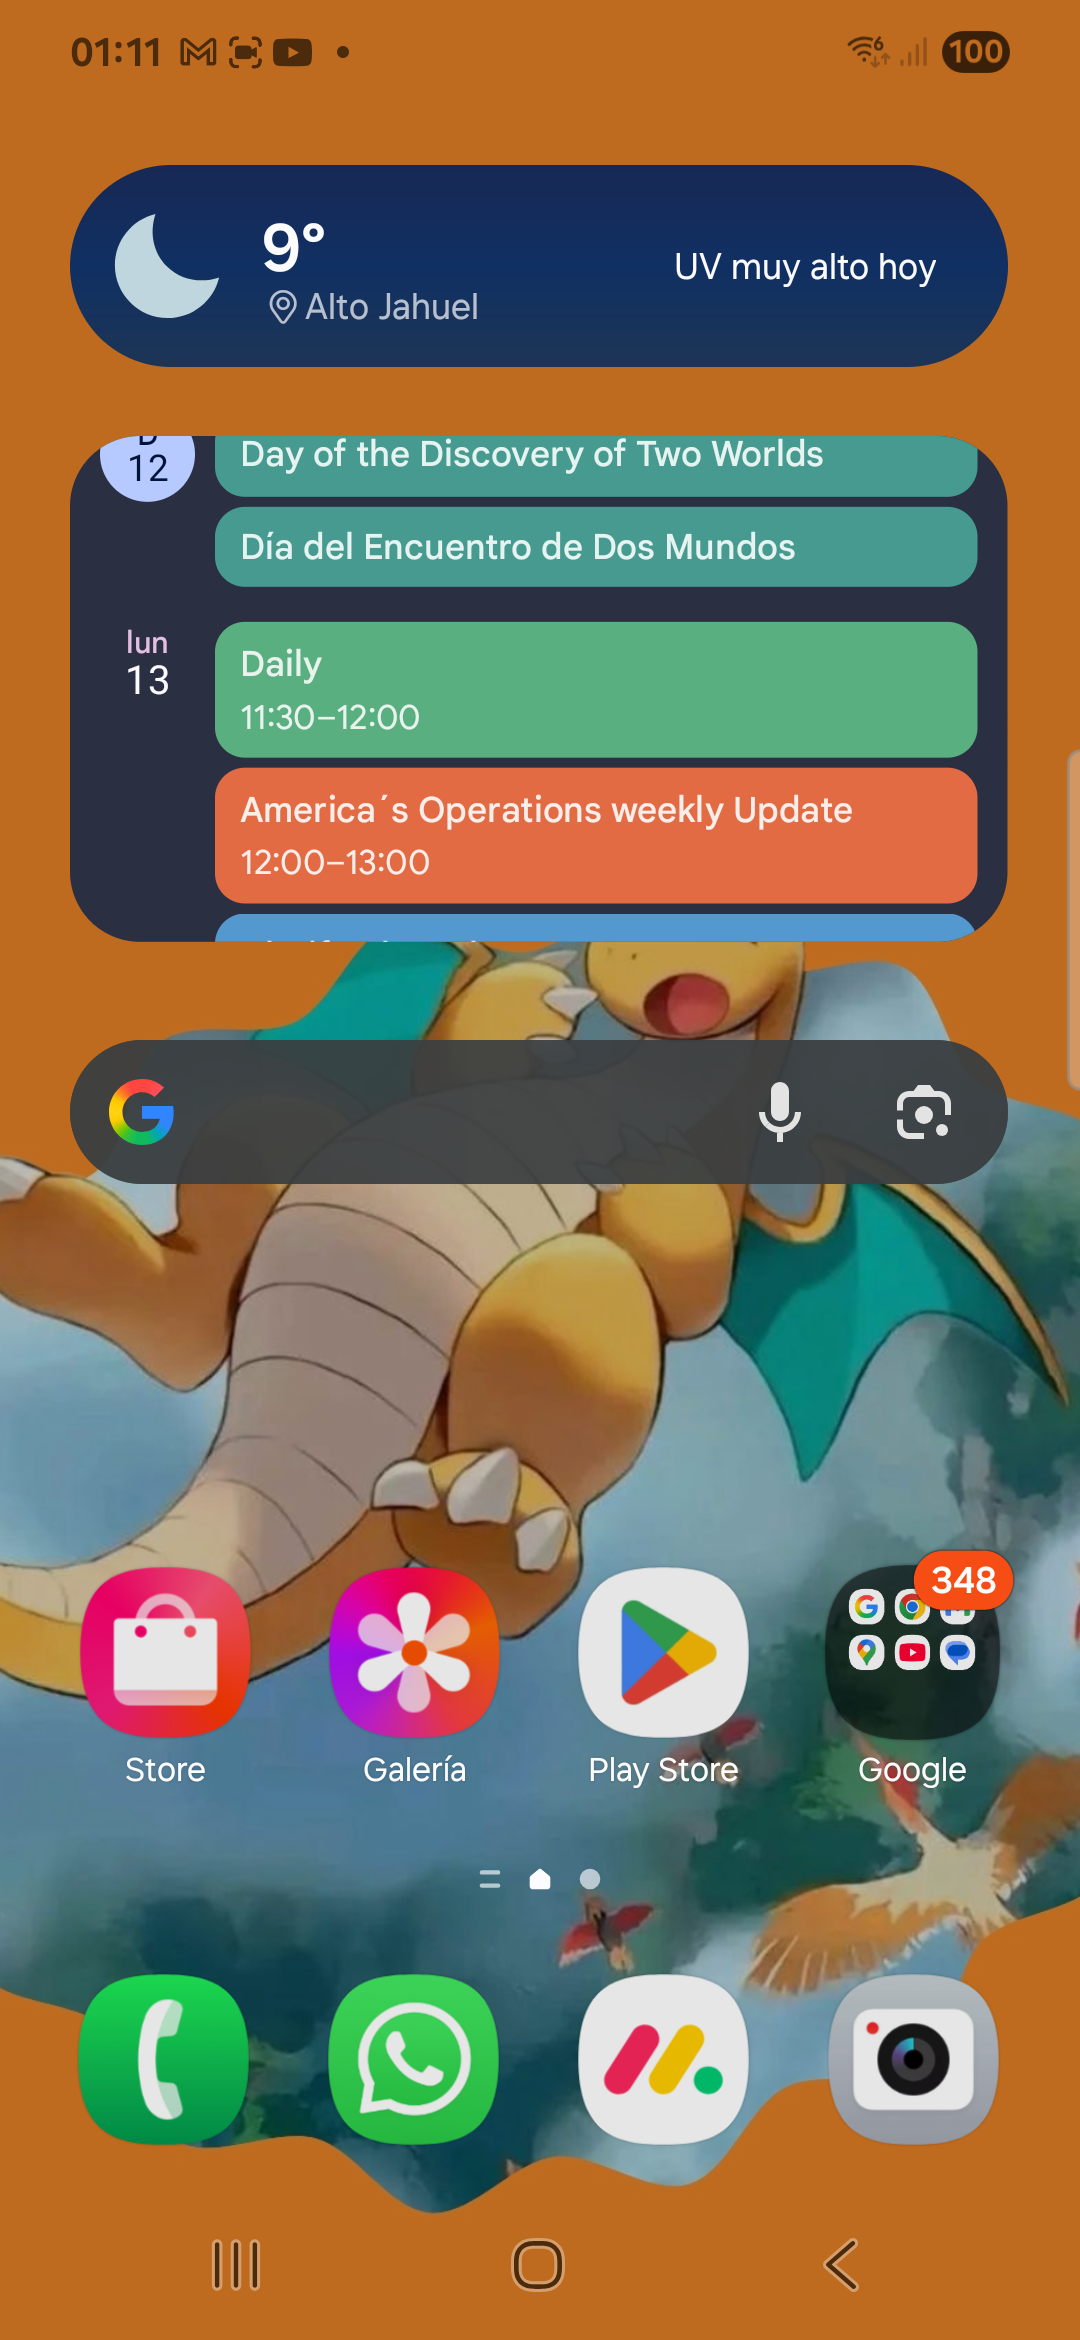 01:11
6
100
9°
Alto Jahuel
UV muy alto hoy
D
12
Day of the Discovery of Two Worlds
Día del Encuentro de Dos Mundos
lun
13
Daily
11:30–12:00
America´s Operations weekly Update
12:00–13:00
348
Store
Galería
Play Store
Google